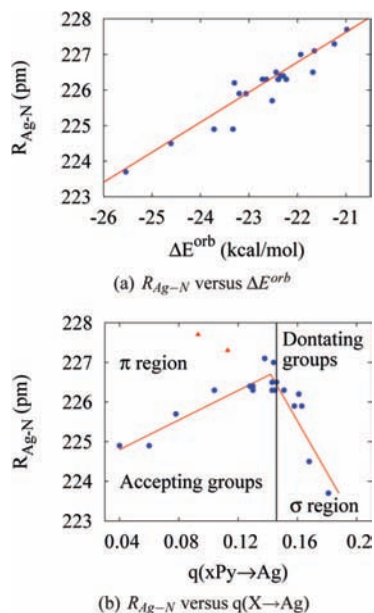 228
227
226
225
224
223
R_Ag-N (pm)
-26 -25 -24 -23 -22 -21
ΔE^orb (kcal/mol)
(a) R_Ag−N versus ΔE^orb
228
227
226
225
224
223
R_Ag-N (pm)
π region
Dontating
groups
Accepting groups
σ region
0.04 0.08 0.12 0.16 0.20
q(xPy→Ag)
(b) R_Ag−N versus q(X→Ag)